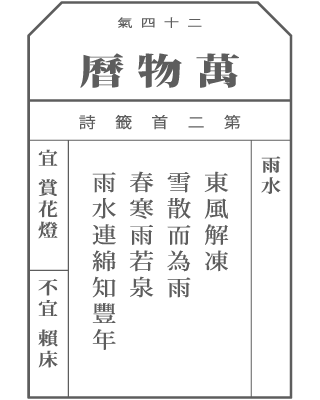 二十四氣
萬物曆
第二首籤詩
雨水
東風解凍
雪散而為雨
春寒雨若泉
雨水連綿知豐年
宜 賞花燈
不宜 賴床